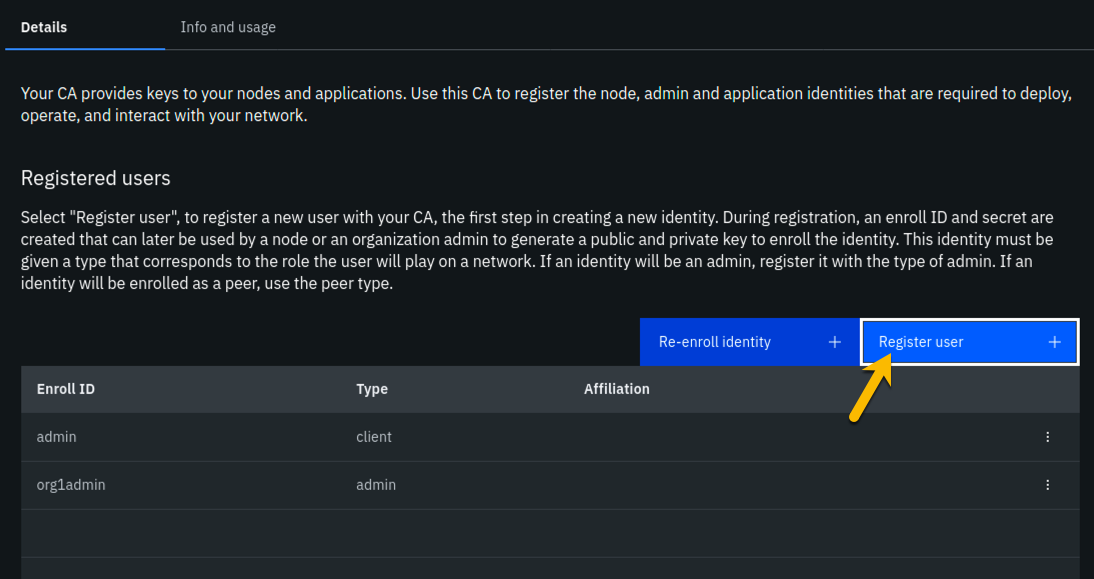 Details
Info and usage
Your CA provides keys to your nodes and applications. Use this CA to register the node, admin and application identities that are required to deploy,
operate, and interact with your network.
Registered users
Select "Register user", to register a new user with your CA, the first step in creating a new identity. During registration, an enroll ID and secret are
created that can later be used by a node or an organization admin to generate a public and private key to enroll the identity. This identity must be
given a type that corresponds to the role the user will play on a network. If an identity will be an admin, register it with the type of admin. If an
identity will be enrolled as a peer, use the peer type.
Re-enroll identity +
Register user +
Enroll ID Type Affiliation
admin client
org1admin admin